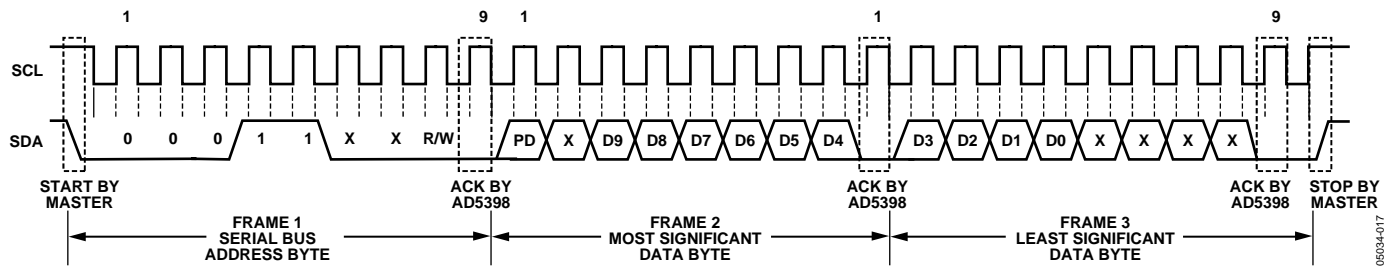 1 9 1 1 9
SCL
SDA 0 0 0 1 1 X X R/W PD X D9 D8 D7 D6 D5 D4 D3 D2 D1 D0 X X X X
START BY MASTER
ACK BY AD5398
ACK BY AD5398
ACK BY AD5398
STOP BY MASTER
FRAME 1
SERIAL BUS
ADDRESS BYTE
FRAME 2
MOST SIGNIFICANT
DATA BYTE
FRAME 3
LEAST SIGNIFICANT
DATA BYTE
05034-017